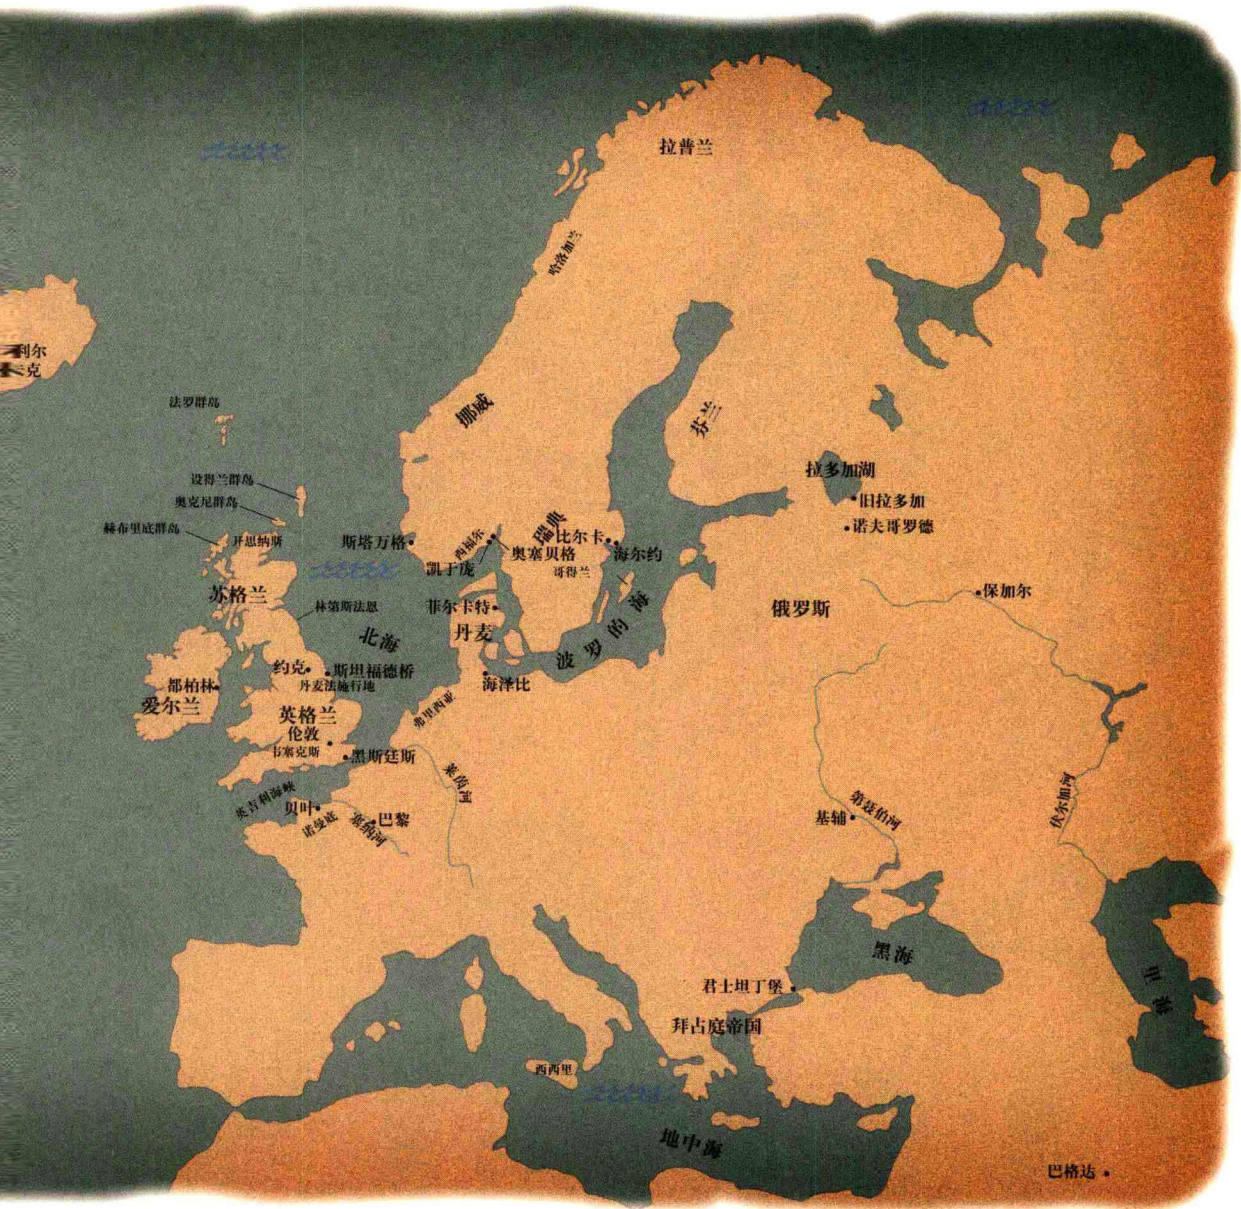 拉普兰
哈洛加兰
利尔
克
法罗群岛
挪威
芬兰
拉多加湖
旧拉多加
诺夫哥罗德
设得兰群岛
奥克尼群岛
赫布里底群岛
开思纳斯
斯塔万格
西福尔
凯于庞
瑞典
比尔卡
奥塞贝格
海尔约
哥得兰
苏格兰
林第斯法恩
菲尔卡特
丹麦
波罗的海
俄罗斯
保加尔
北海
约克
斯坦福德桥
丹麦法施行地
都柏林
爱尔兰
海泽比
弗里西亚
英格兰
伦敦
韦塞克斯
黑斯廷斯
莱茵河
英吉利海峡
贝叶
诺曼底
塞纳河
巴黎
基辅
第聂伯河
伏尔加河
黑海
里海
君士坦丁堡
拜占庭帝国
西西里
地中海
巴格达